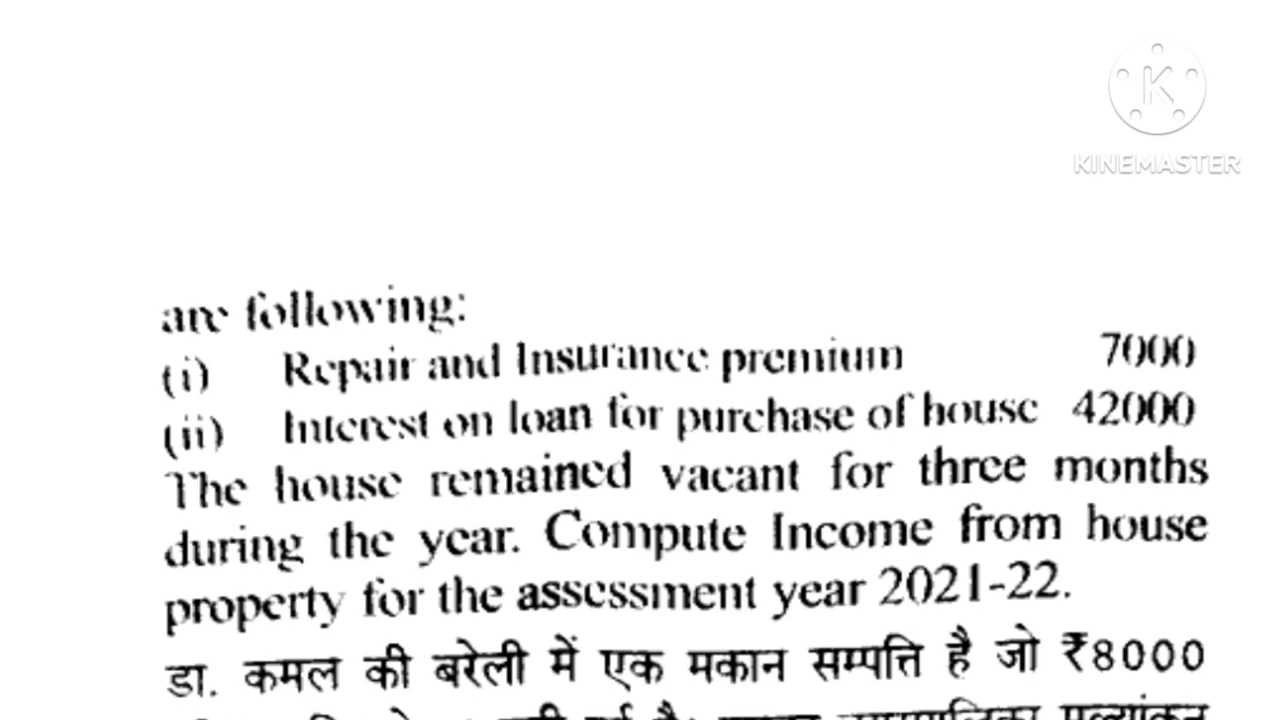 KINEMASTER
are following:
(i) Repair and Insurance premium 7000
(ii) Interest on loan for purchase of house 42000
The house remained vacant for three months
during the year. Compute Income from house
property for the assessment year 2021-22.
डा. कमल की बरेली में एक मकान सम्पत्ति है जो ₹8000